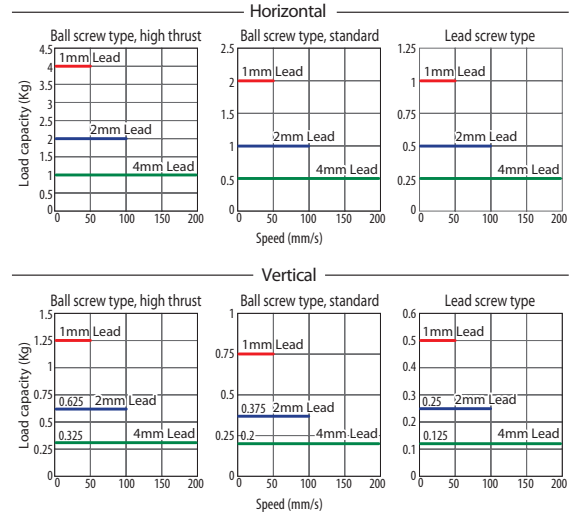 Horizontal
Ball screw type, high thrust
Ball screw type, standard
Lead screw type
Load capacity (Kg)
4.5
4
3.5
3
2.5
2
1.5
1
0.5
0
1mm Lead
2mm Lead
4mm Lead
0 50 100 150 200
2.5
2
1.5
1
0.5
0
1mm Lead
2mm Lead
4mm Lead
0 50 100 150 200
Speed (mm/s)
1.25
1
0.75
0.5
0.25
0
1mm Lead
2mm Lead
4mm Lead
0 50 100 150 200
Vertical
Ball screw type, high thrust
Ball screw type, standard
Lead screw type
Load capacity (Kg)
1.5
1.25
1
0.75
0.5
0.25
0
1mm Lead
0.625 2mm Lead
0.325 4mm Lead
0 50 100 150 200
1
0.75
0.5
0.25
0
1mm Lead
0.375 2mm Lead
0.2 4mm Lead
0 50 100 150 200
Speed (mm/s)
0.6
0.5
0.4
0.3
0.2
0.1
0
1mm Lead
0.25 2mm Lead
0.125 4mm Lead
0 50 100 150 200